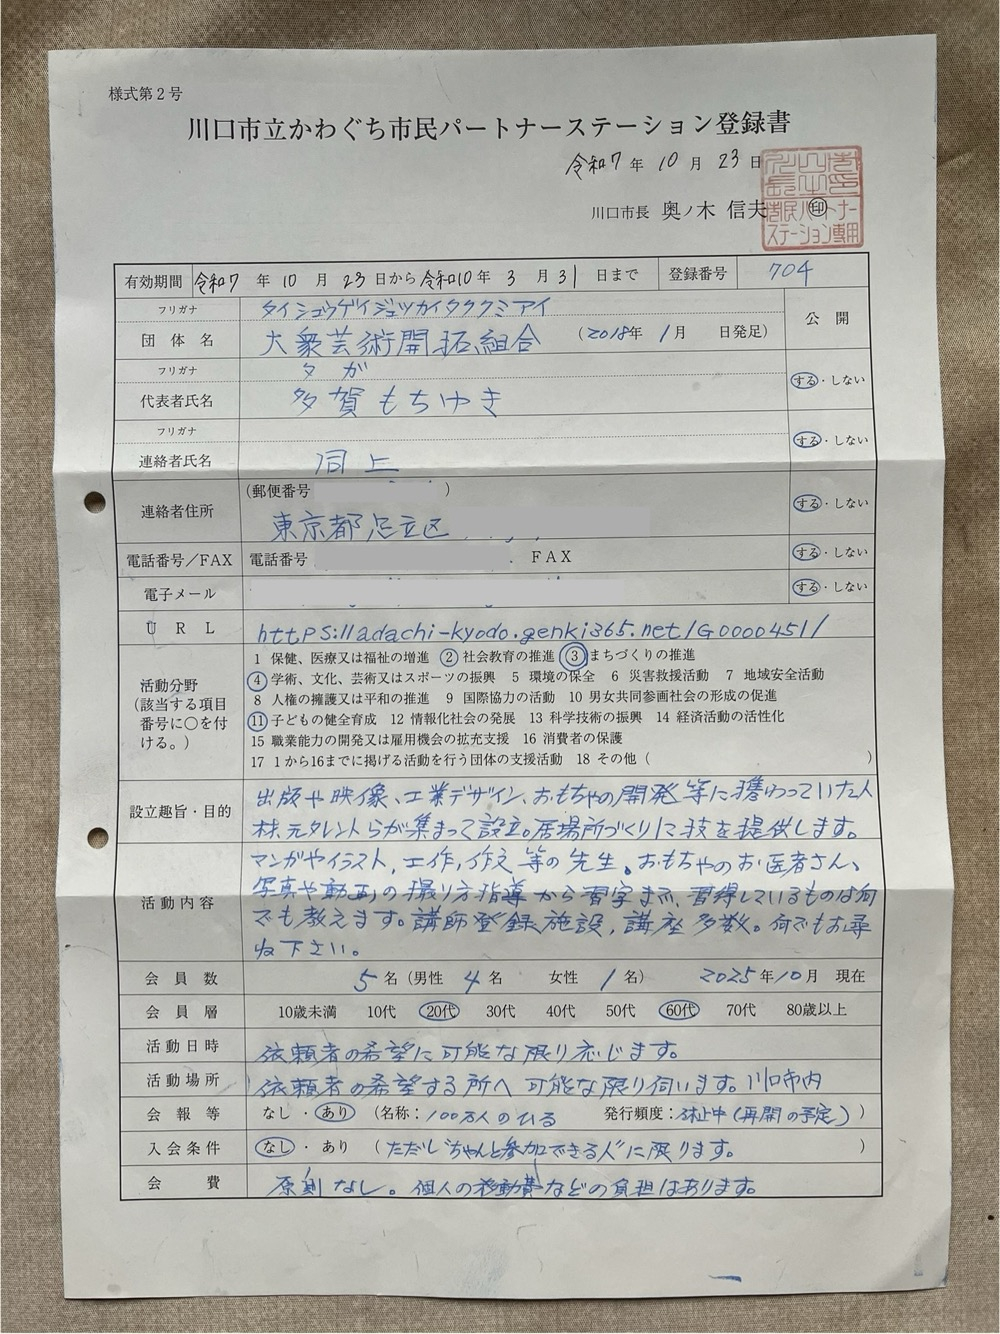 様式第2号
川口市立かわぐち市民パートナーステーション登録書
令和7年10月23日
川口市長 奥ノ木 信夫 ㊞
市民パートナーステーション専用
有効期間 令和7年10月23日から令和10年3月31日まで 登録番号 704
フリガナ タイシュウゲイジュツカイタククミアイ
公開
団体名 大衆芸術開拓組合 (2018年1月 日発足)
フリガナ タガ
する・しない
代表者氏名 多賀もちゆき
フリガナ
する・しない
連絡者氏名 同上
(郵便番号 )
連絡者住所 東京都足立区 する・しない
電話番号/FAX 電話番号 FAX する・しない
電子メール する・しない
URL https://adachi-kyodo.genki365.net/G0000451/
活動分野(該当する項目番号に○を付ける。)
1 保健、医療又は福祉の増進 ②社会教育の推進 ③まちづくりの推進
④学術、文化、芸術又はスポーツの振興 5 環境の保全 6 災害救援活動 7 地域安全活動
8 人権の擁護又は平和の推進 9 国際協力の活動 10 男女共同参画社会の形成の促進
⑪子どもの健全育成 12 情報化社会の発展 13 科学技術の振興 14 経済活動の活性化
15 職業能力の開発又は雇用機会の拡充支援 16 消費者の保護
17 1から16までに掲げる活動を行う団体の支援活動 18 その他( )
設立趣旨・目的
出版や映像、工業デザイン、おもちゃの開発等に携わっていた人
材、元タレントらが集まって設立。居場所づくりに技を提供します。
活動内容
マンガやイラスト,工作,作文等の先生。おもちゃのお医者さん、
写真や動画の撮り方指導から習字まで、習得しているものは何
でも教えます。講師登録施設,講座多数。何でもお尋
ね下さい。
会員数 5名(男性4名 女性1名) 2025年10月 現在
会員層 10歳未満 10代 20代 30代 40代 50代 60代 70代 80歳以上
活動日時 依頼者の希望に可能な限り応じます。
活動場所 依頼者の希望する所へ可能な限り伺います。川口市内
会報等 なし・あり (名称:100万人のひる 発行頻度:休止中(再開の予定))
入会条件 なし・あり (ただし"ちゃんと参加できる人"に限ります。 )
会費 原則なし。個人の移動費などの負担はあります。